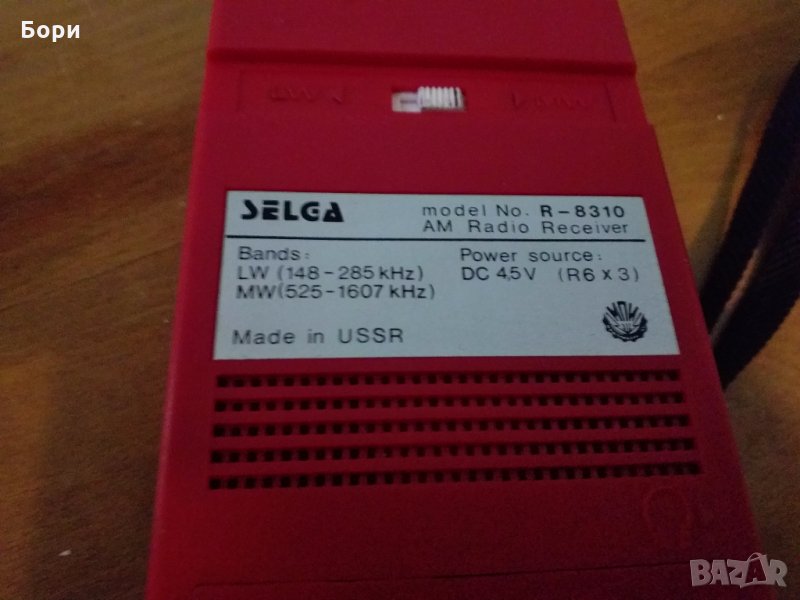 Бори
SELGA
model No. R-8310
AM Radio Receiver
Bands:
LW (148-285 kHz)
MW(525-1607 kHz)
Power source:
DC 4,5V (R6 x 3)
Made in USSR
BAZAR